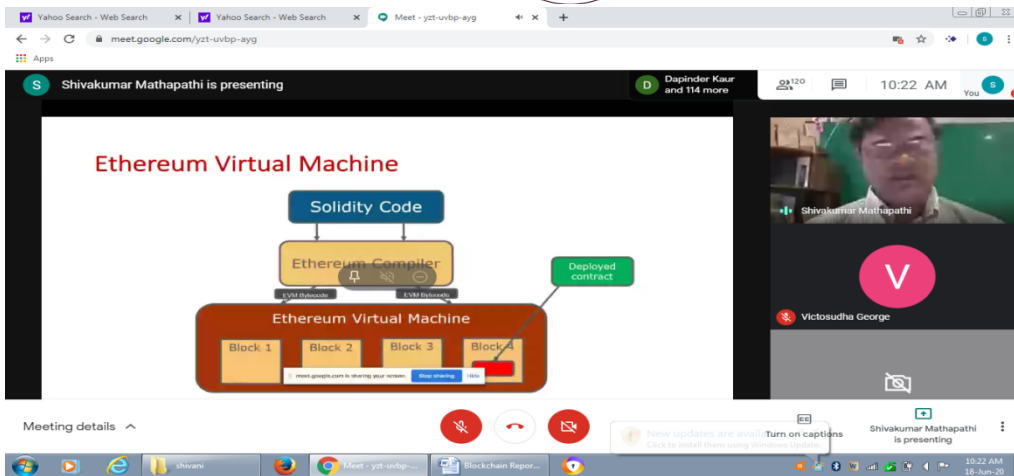 Yahoo Search - Web Search
Yahoo Search - Web Search
Meet - yzt-uvbp-ayg
meet.google.com/yzt-uvbp-ayg
Apps
S
Shivakumar Mathapathi is presenting
D
Dapinder Kaur
and 114 more
120
10:22 AM
You
S
Ethereum Virtual Machine
Solidity Code
Ethereum Compiler
EVM Bytecode
EVM Bytecode
Deployed
contract
Ethereum Virtual Machine
Block 1
Block 2
Block 3
Block 4
meet.google.com is sharing your screen.
Stop sharing
Hide
Shivakumar Mathapathi
V
Victosudha George
Meeting details
New updates are availa
Click to install them using Windows Update.
Turn on captions
Shivakumar Mathapathi
is presenting
shivani
Meet - yzt-uvbp-...
Blockchain Repor...
10:22 AM
18-Jun-20